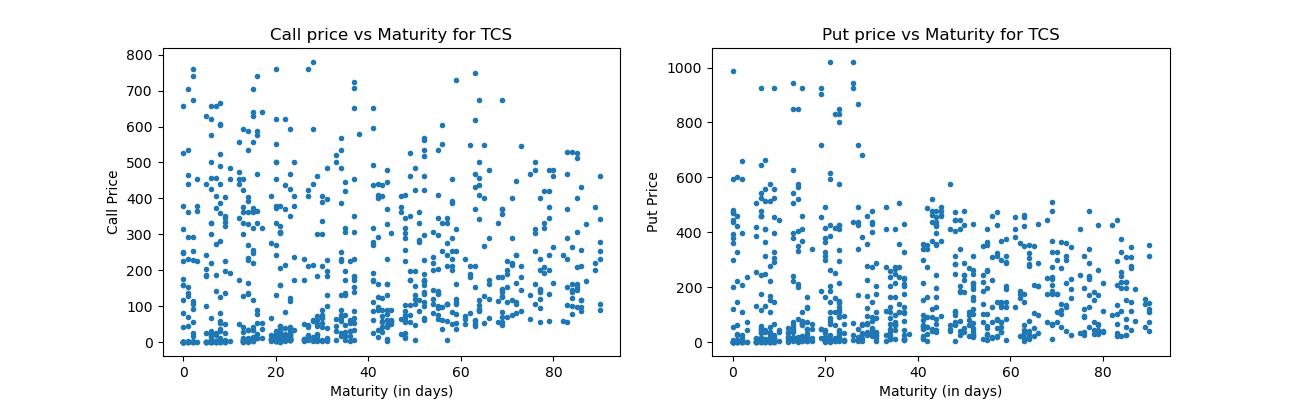 Call price vs Maturity for TCS
800
700
600
500
400
300
200
100
0
Call Price
0 20 40 60 80
Maturity (in days)
Put price vs Maturity for TCS
1000
800
600
400
200
0
Put Price
0 20 40 60 80
Maturity (in days)